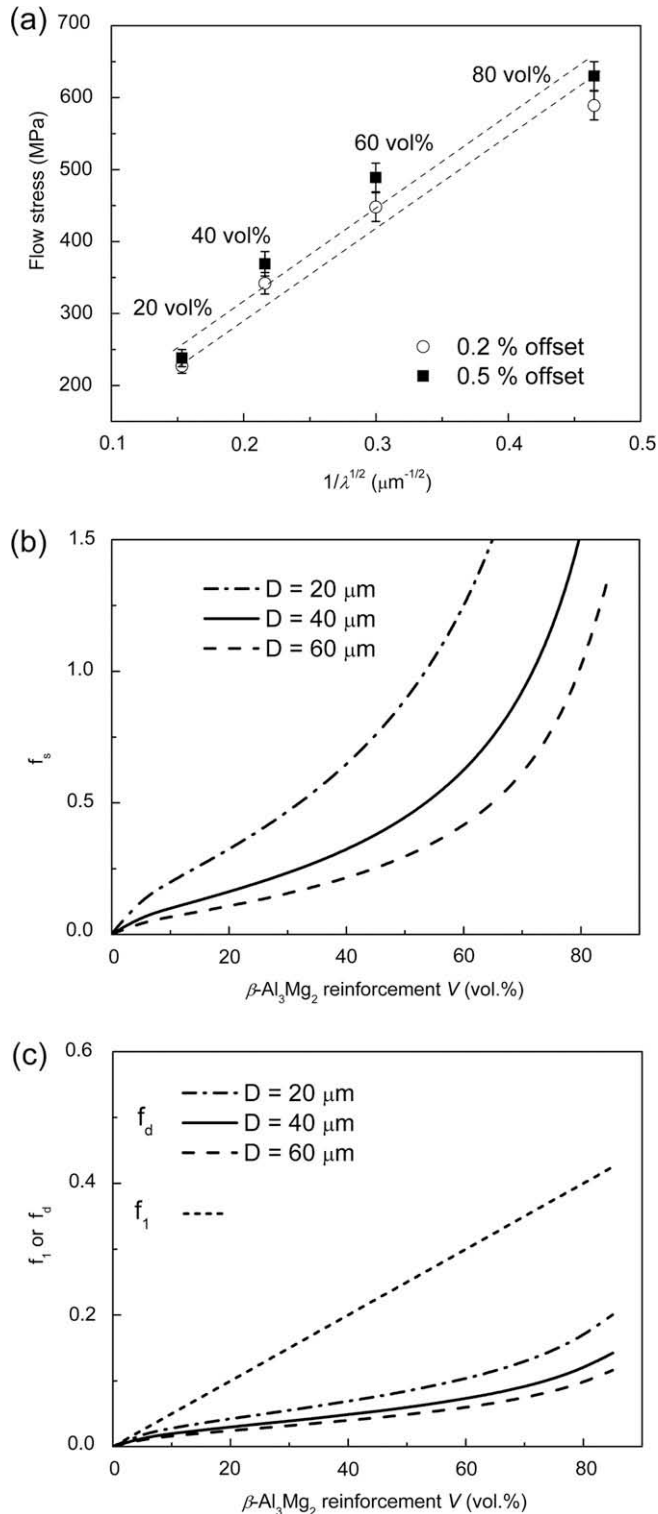 (a)
700
600
500
400
300
200
Flow stress (MPa)
80 vol%
60 vol%
40 vol%
20 vol%
0.2 % offset
0.5 % offset
0.1 0.2 0.3 0.4 0.5
1/λ^{1/2} (μm^{-1/2})
(b)
1.5
1.0
0.5
0.0
f_s
D = 20 μm
D = 40 μm
D = 60 μm
0 20 40 60 80
β-Al₃Mg₂ reinforcement V (vol.%)
(c)
0.6
0.4
0.2
0.0
f_1 or f_d
D = 20 μm
f_d D = 40 μm
D = 60 μm
f_1
0 20 40 60 80
β-Al₃Mg₂ reinforcement V (vol.%)